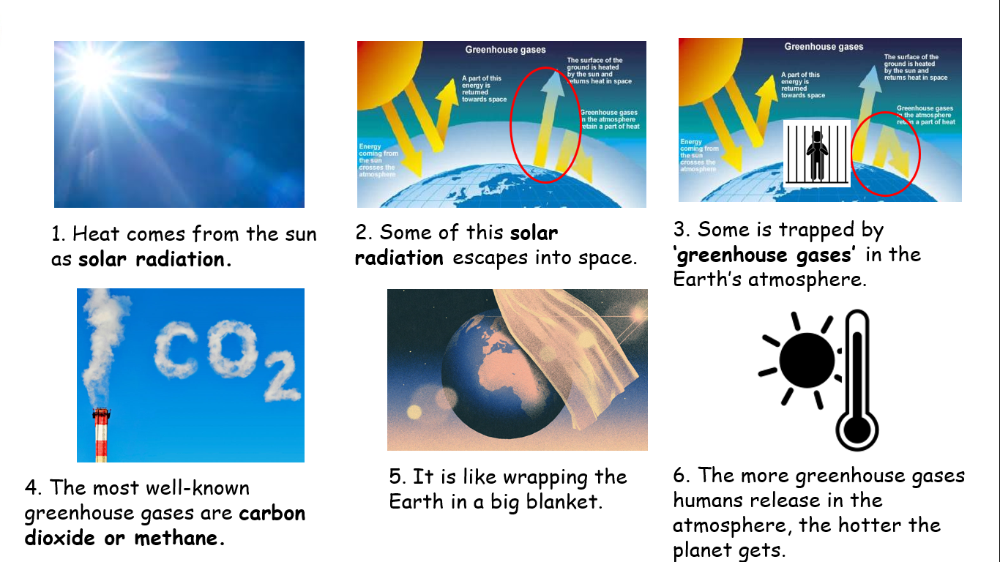 Greenhouse gases
A part of this
energy is
returned
towards space
The surface of the
ground is heated
by the sun and
returns heat in space
Greenhouse gases
in the atmosphere
retain a part of heat
Energy
coming from
the sun
crosses the
atmosphere
Greenhouse gases
A part of this
energy is
returned
towards space
The surface of the
ground is heated
by the sun and
returns heat in space
Greenhouse gases
in the atmosphere
retain a part of heat
Energy
coming from
the sun
crosses the
atmosphere
1. Heat comes from the sun
as solar radiation.
2. Some of this solar
radiation escapes into space.
3. Some is trapped by
‘greenhouse gases’ in the
Earth’s atmosphere.
CO2
4. The most well-known
greenhouse gases are carbon
dioxide or methane.
5. It is like wrapping the
Earth in a big blanket.
6. The more greenhouse gases
humans release in the
atmosphere, the hotter the
planet gets.